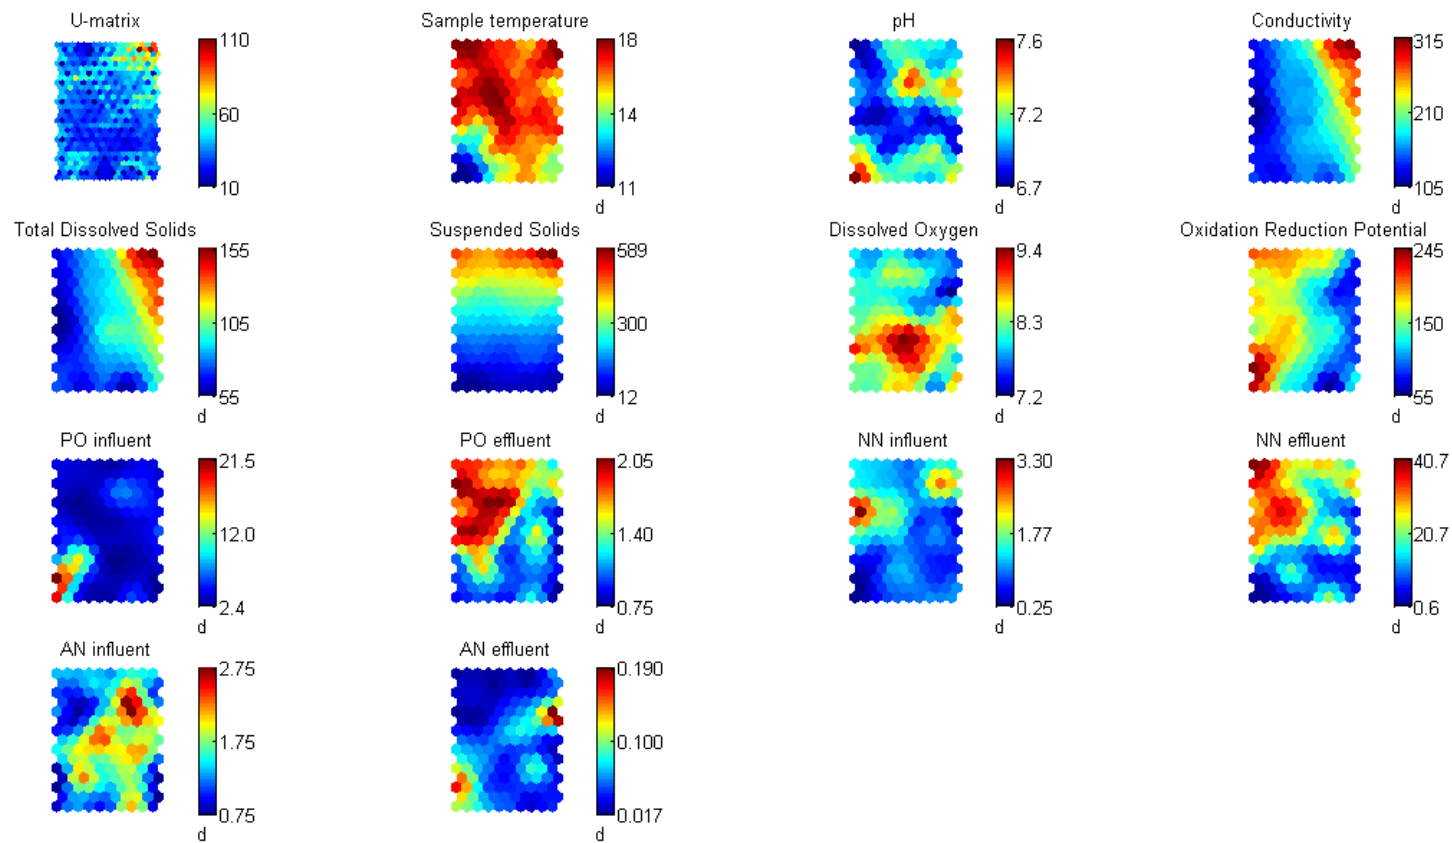 U-matrix
110
60
10
Sample temperature
18
14
11
d
pH
7.6
7.2
6.7
d
Conductivity
315
210
105
d
Total Dissolved Solids
155
105
55
d
Suspended Solids
589
300
12
d
Dissolved Oxygen
9.4
8.3
7.2
d
Oxidation Reduction Potential
245
150
55
d
PO influent
21.5
12.0
2.4
d
PO effluent
2.05
1.40
0.75
d
NN influent
3.30
1.77
0.25
d
NN effluent
40.7
20.7
0.6
d
AN influent
2.75
1.75
0.75
d
AN effluent
0.190
0.100
0.017
d